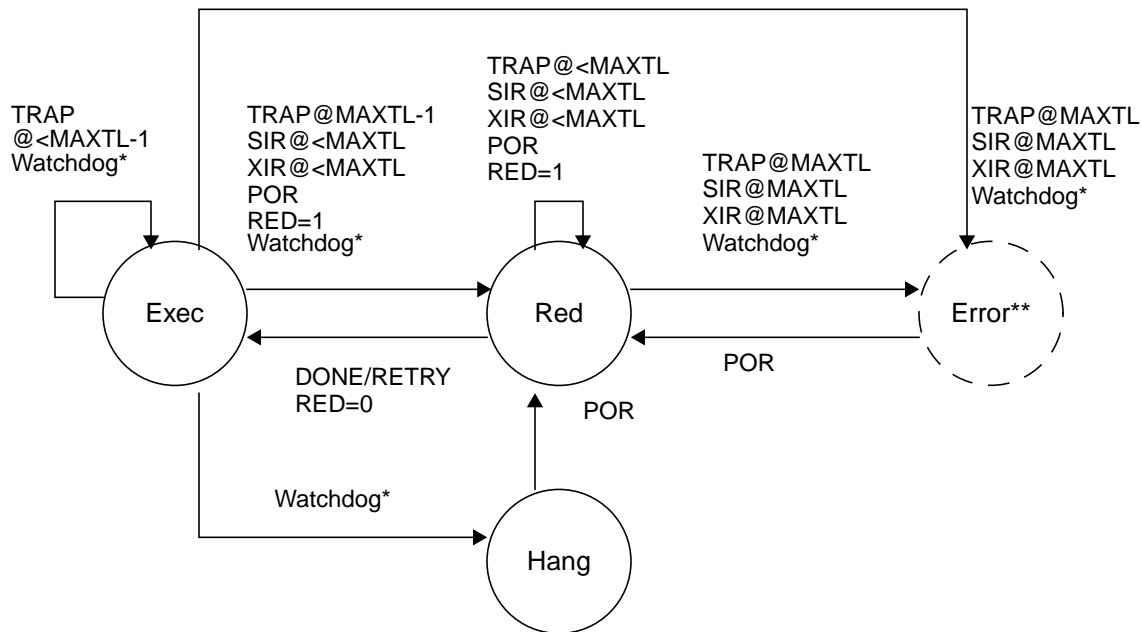 TRAP
@<MAXTL-1
Watchdog*
TRAP@MAXTL-1
SIR@<MAXTL
XIR@<MAXTL
POR
RED=1
Watchdog*
TRAP@<MAXTL
SIR@<MAXTL
XIR@<MAXTL
POR
RED=1
TRAP@MAXTL
SIR@MAXTL
XIR@MAXTL
Watchdog*
TRAP@MAXTL
SIR@MAXTL
XIR@MAXTL
Watchdog*
Exec
Red
Error**
DONE/RETRY
RED=0
POR
POR
Watchdog*
Hang